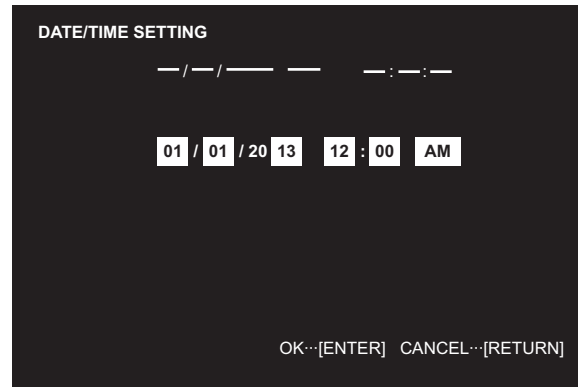 DATE/TIME SETTING
—/—/—— — —:—:—
01 / 01 / 20 13 12 : 00 AM
OK···[ENTER] CANCEL···[RETURN]